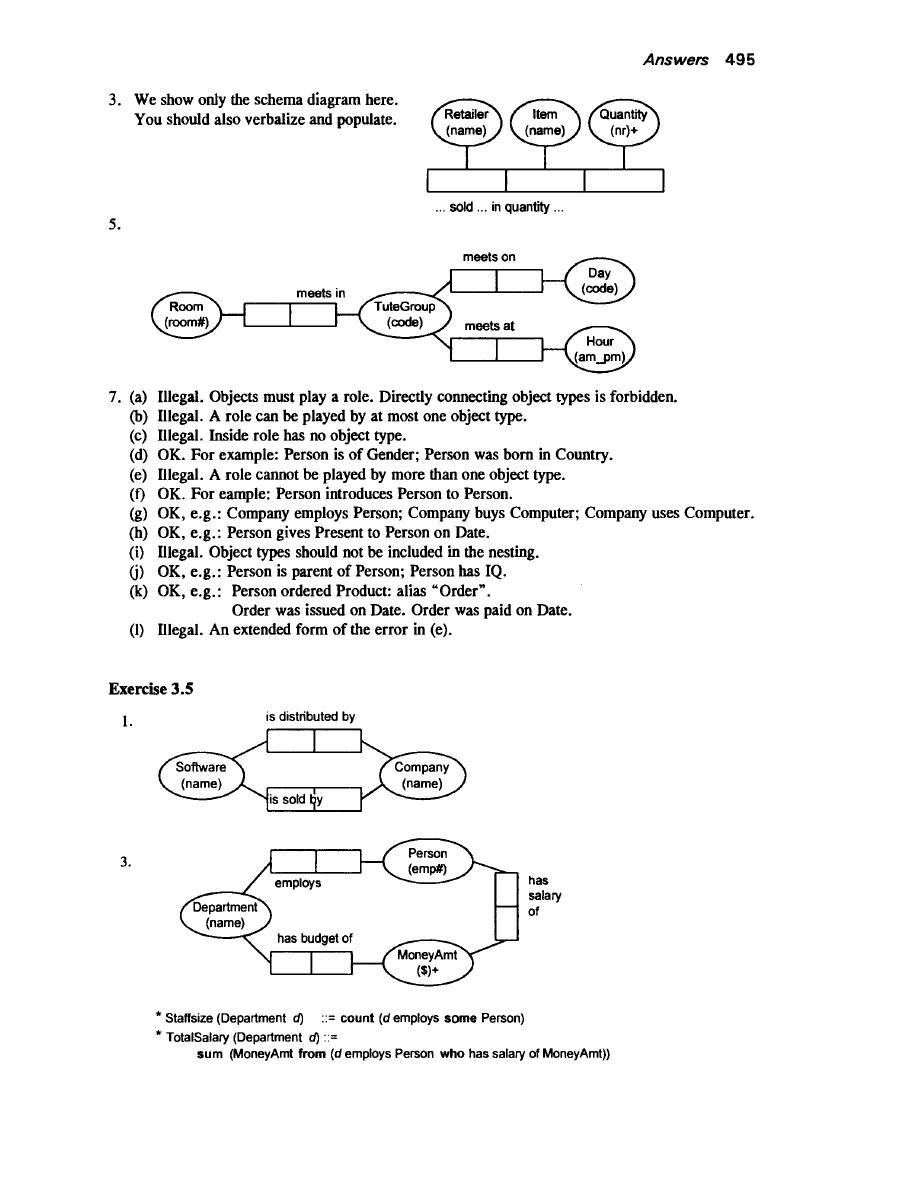 Answers 495
3. We show only the schema diagram here.
You should also verbalize and populate.
Retailer
(name)
Item
(name)
Quantity
(nr)+
... sold ... in quantity ...
5.
meets on
Day
(code)
meets in
Room
(room#)
TuteGroup
(code)
meets at
Hour
(am_pm)
7. (a) Illegal. Objects must play a role. Directly connecting object types is forbidden.
(b) Illegal. A role can be played by at most one object type.
(c) Illegal. Inside role has no object type.
(d) OK. For example: Person is of Gender; Person was born in Country.
(e) Illegal. A role cannot be played by more than one object type.
(f) OK. For eample: Person introduces Person to Person.
(g) OK, e.g.: Company employs Person; Company buys Computer; Company uses Computer.
(h) OK, e.g.: Person gives Present to Person on Date.
(i) Illegal. Object types should not be included in the nesting.
(j) OK, e.g.: Person is parent of Person; Person has IQ.
(k) OK, e.g.: Person ordered Product: alias “Order”.
Order was issued on Date. Order was paid on Date.
(l) Illegal. An extended form of the error in (e).
Exercise 3.5
1.
is distributed by
Software
(name)
Company
(name)
is sold by
3.
Person
(emp#)
employs
has
salary
of
Department
(name)
has budget of
MoneyAmt
($)+
* Staffsize (Department d) ::= count (d employs some Person)
* TotalSalary (Department d) ::=
sum (MoneyAmt from (d employs Person who has salary of MoneyAmt))